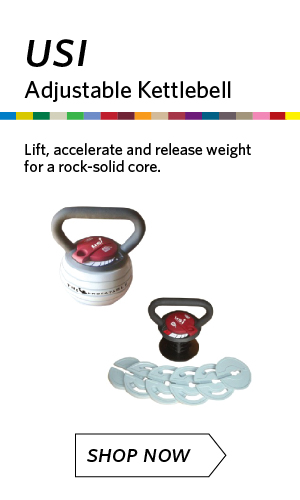 USI
Adjustable Kettlebell
Lift, accelerate and release weight
for a rock-solid core.
SHOP NOW